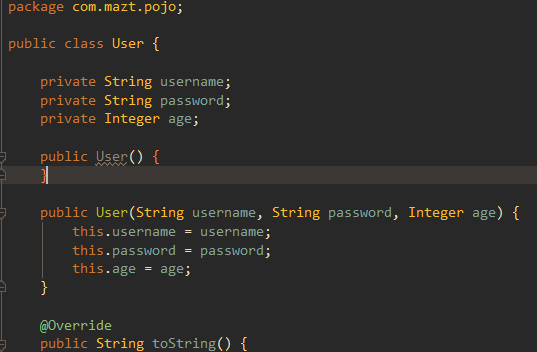 package com.mazt.pojo;
public class User {
private String username;
private String password;
private Integer age;
public User() {
}
public User(String username, String password, Integer age) {
this.username = username;
this.password = password;
this.age = age;
}
@Override
public String toString() {